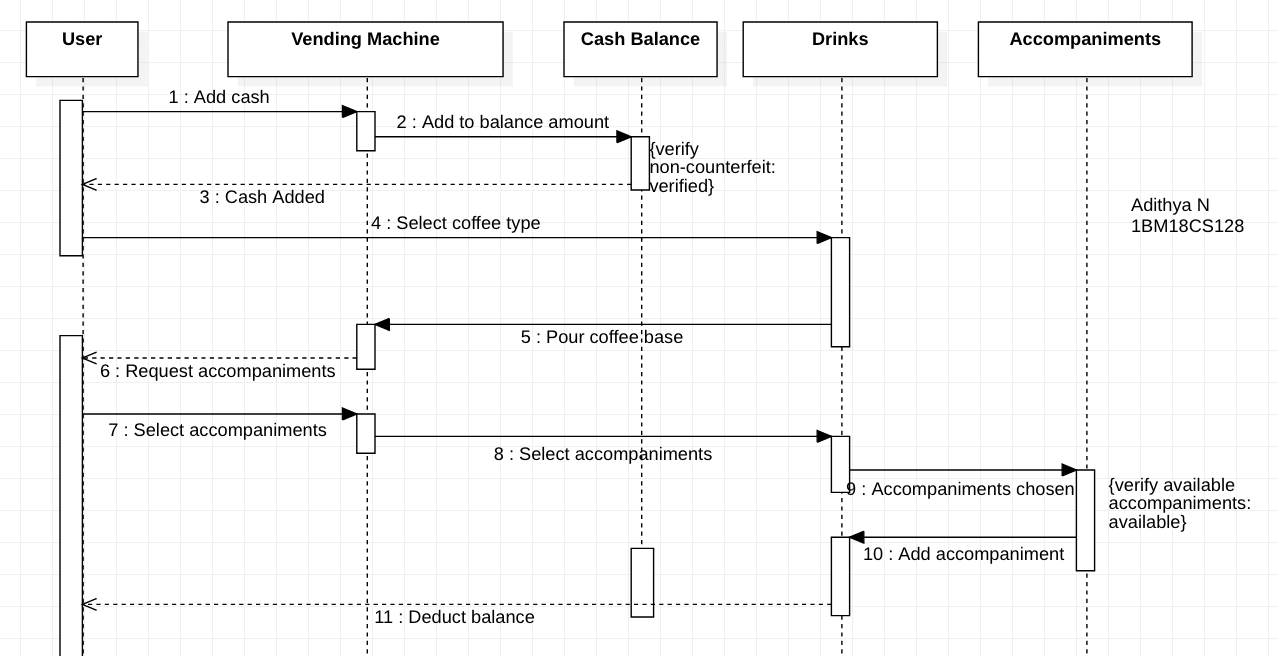 User
Vending Machine
Cash Balance
Drinks
Accompaniments
1 : Add cash
2 : Add to balance amount
{verify
non-counterfeit:
verified}
3 : Cash Added
Adithya N
1BM18CS128
4 : Select coffee type
5 : Pour coffee base
6 : Request accompaniments
7 : Select accompaniments
8 : Select accompaniments
9 : Accompaniments chosen
{verify available
accompaniments:
available}
10 : Add accompaniment
11 : Deduct balance